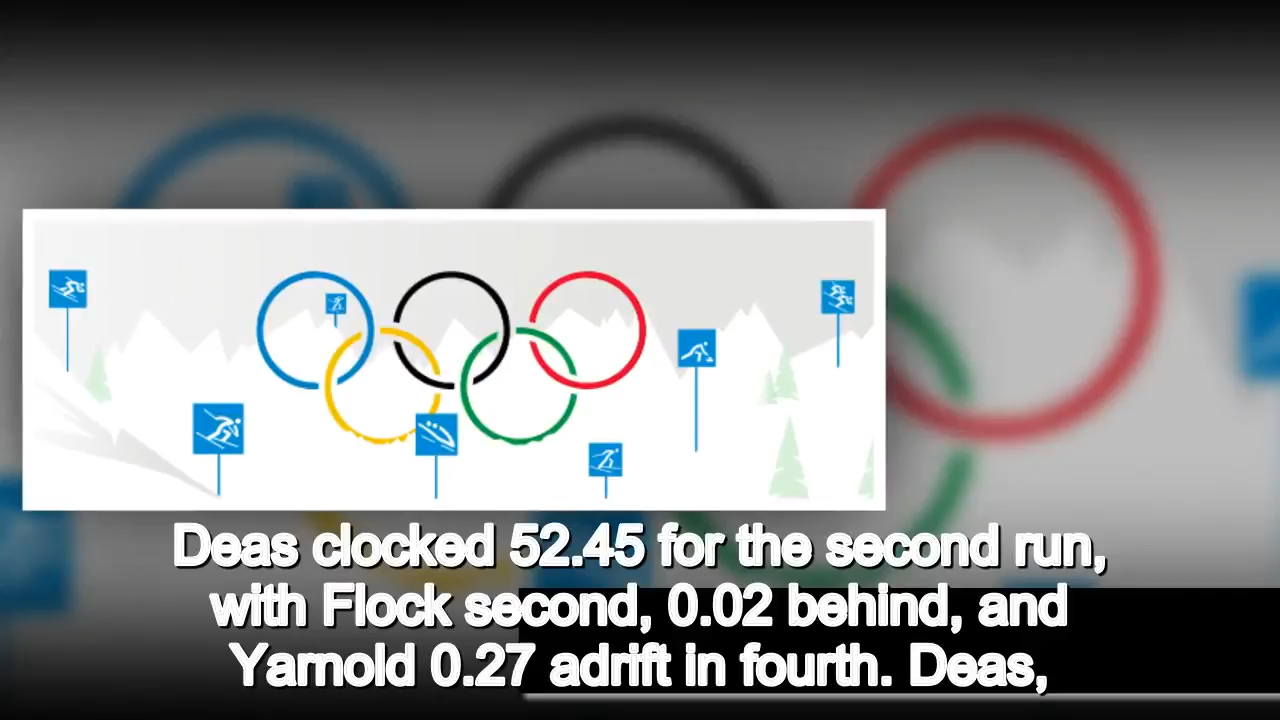 Deas clocked 52.45 for the second run,
with Flock second, 0.02 behind, and
Yarnold 0.27 adrift in fourth. Deas,